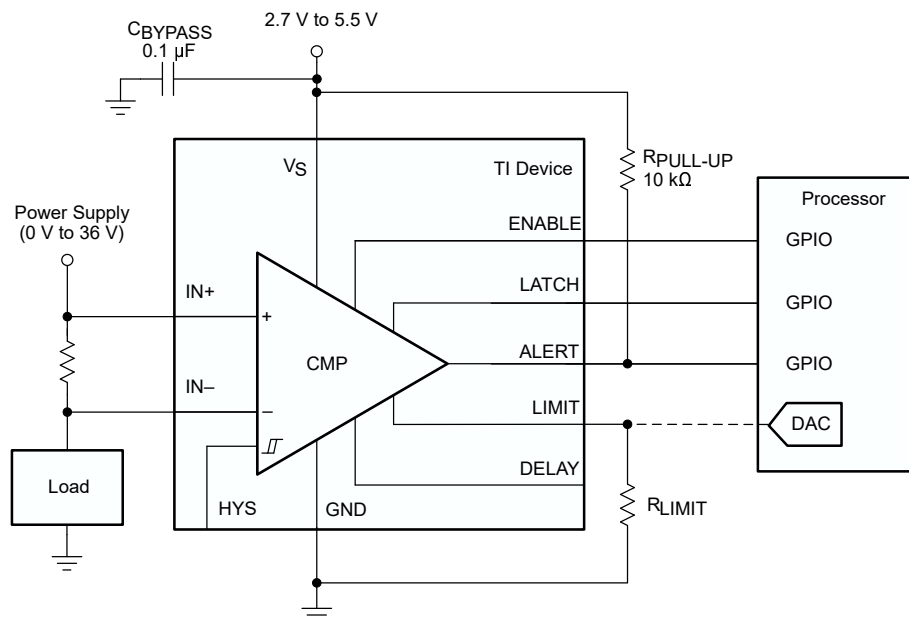 2.7 V to 5.5 V
CBYPASS
0.1 µF
VS
TI Device
RPULL-UP
10 kΩ
Processor
Power Supply
(0 V to 36 V)
ENABLE
GPIO
IN+
LATCH
GPIO
+
CMP
ALERT
GPIO
IN–
–
LIMIT
DAC
Load
DELAY
HYS
GND
RLIMIT